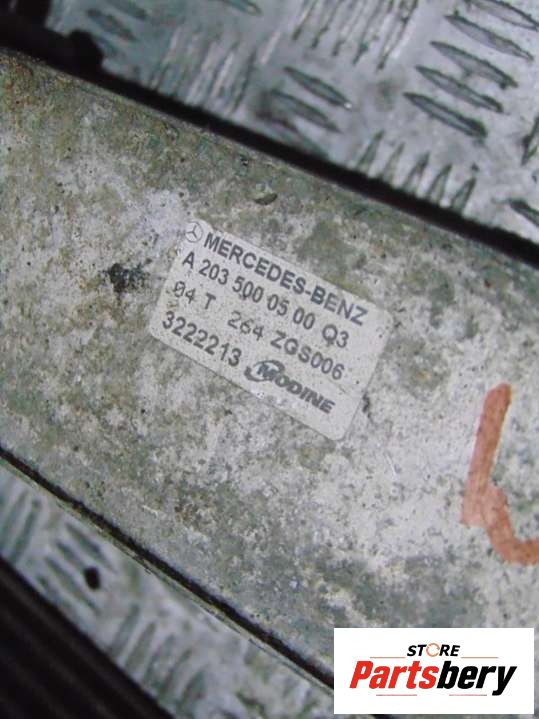 MERCEDES-BENZ
A 203 500 05 00 Q3
04 T 264 ZGS006
3222213 MODINE
STORE
Partsbery